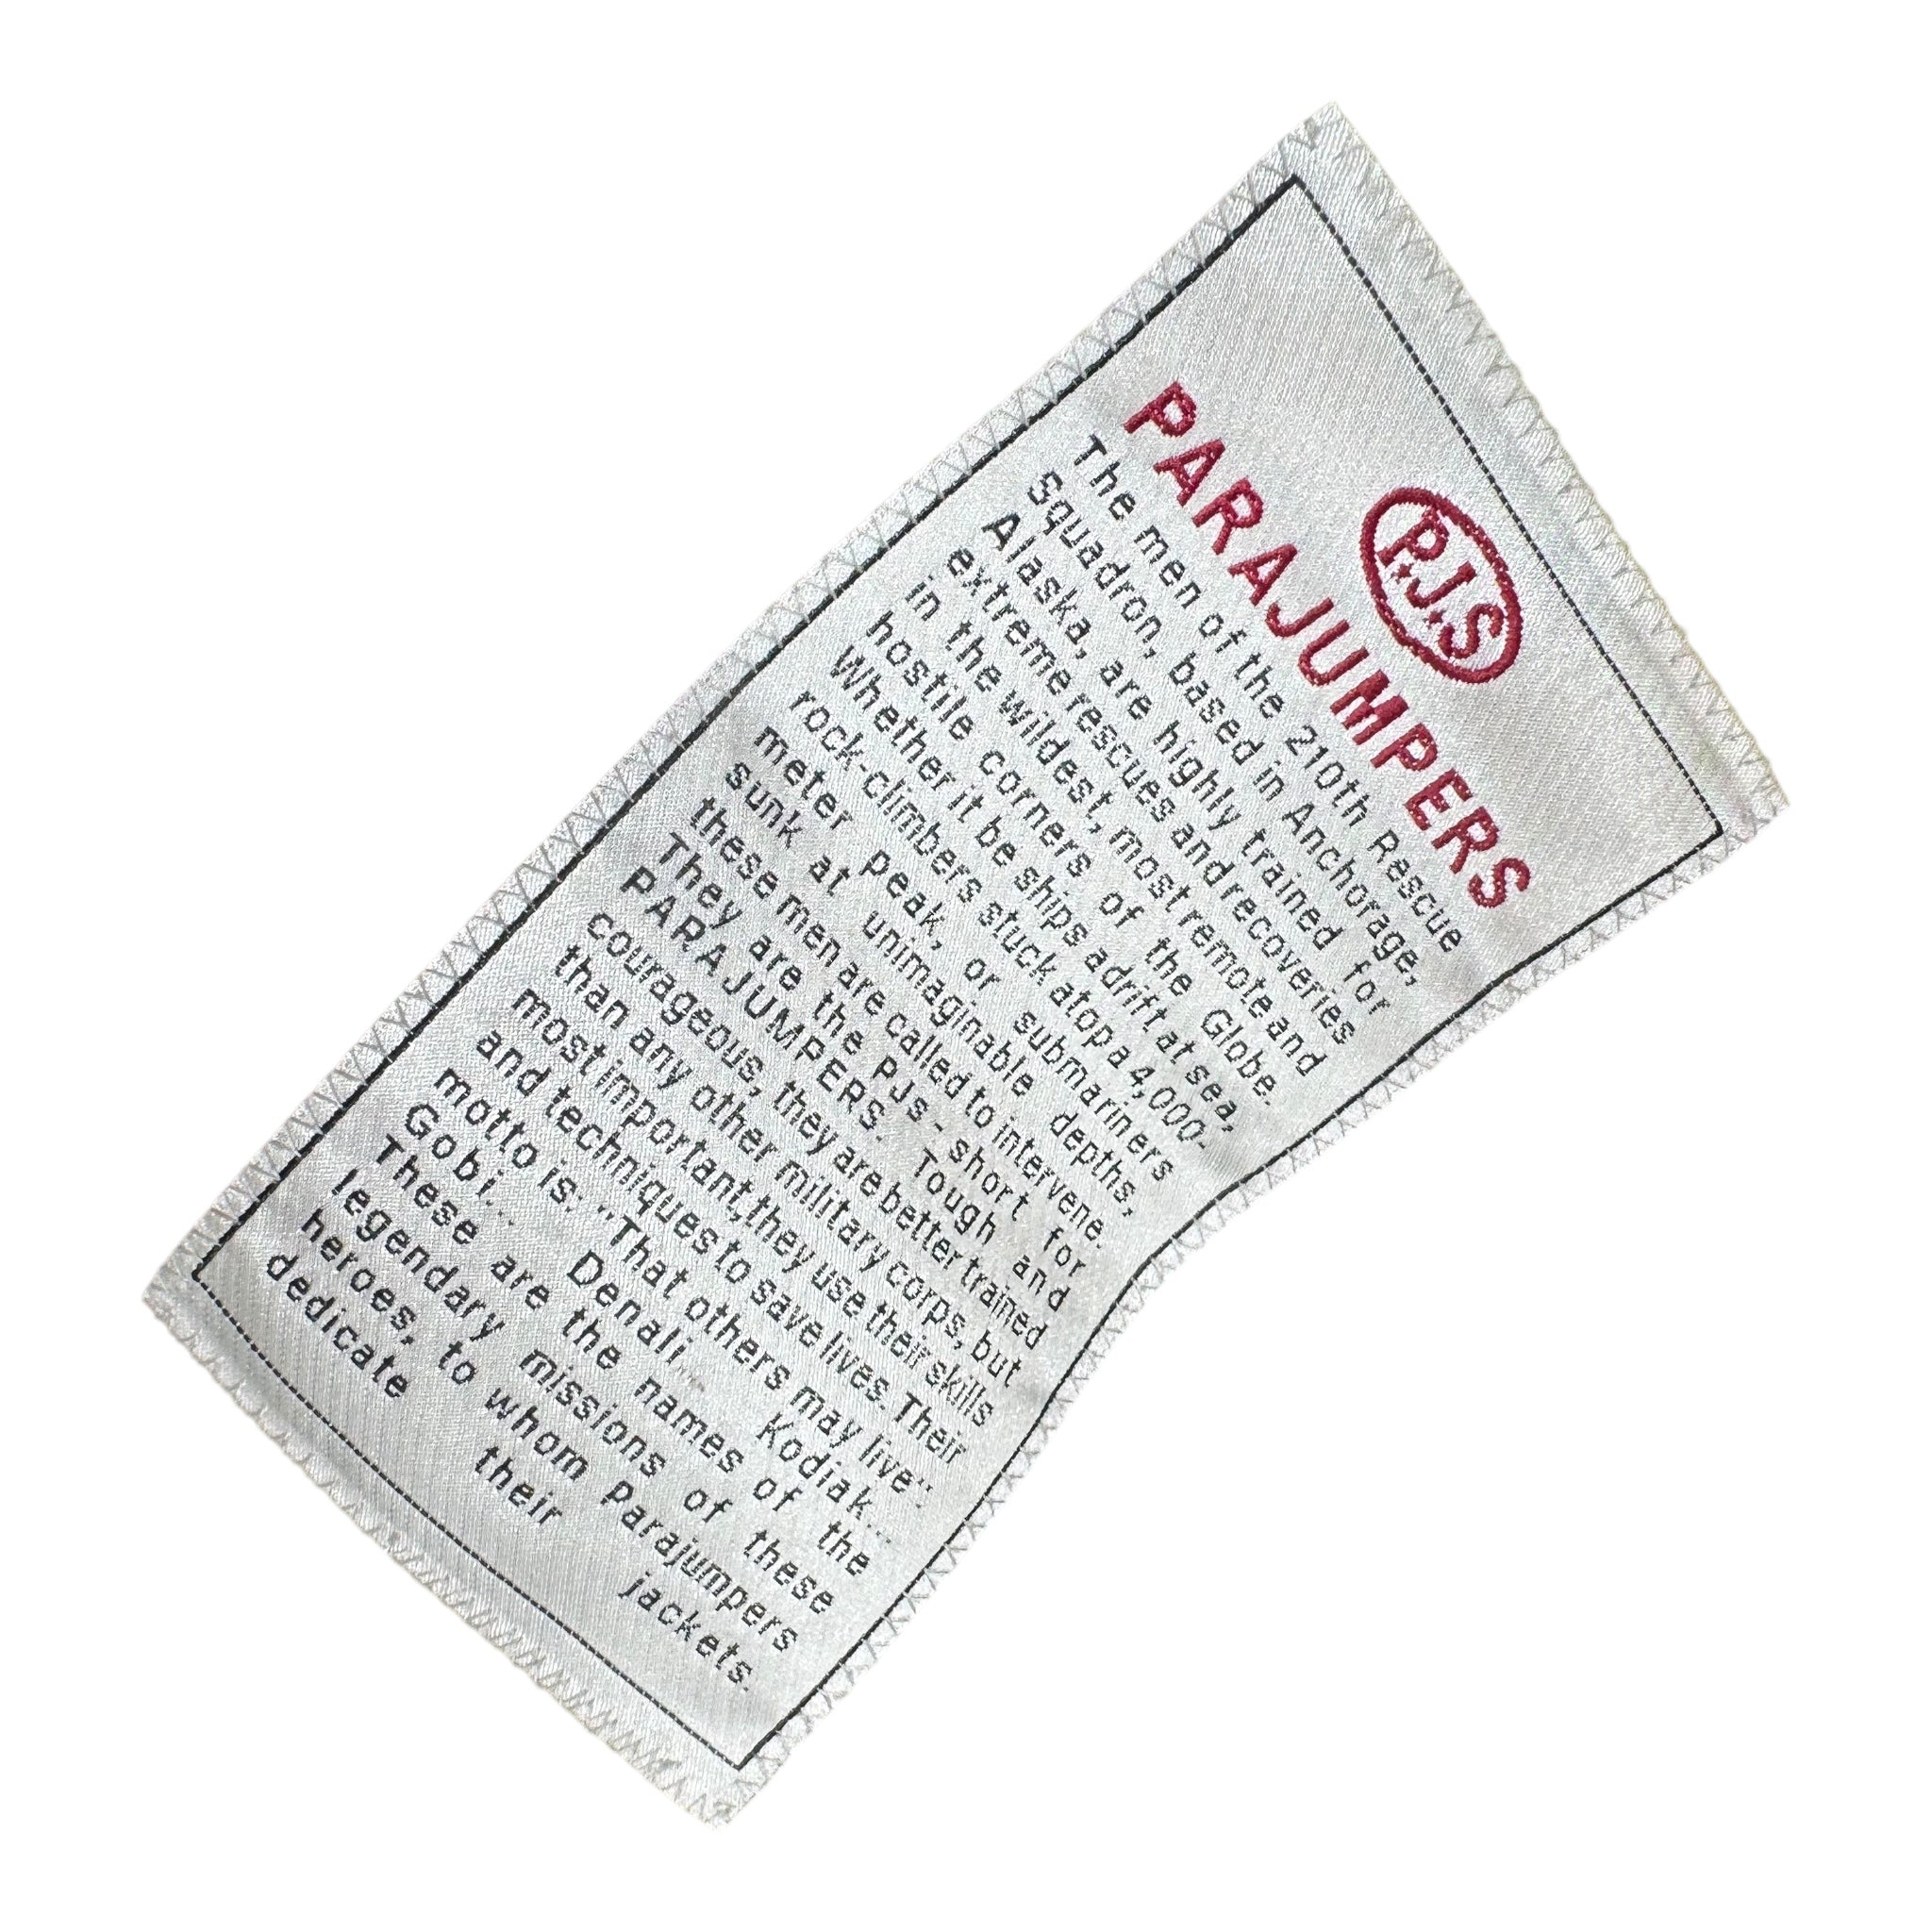 P.J.S
PARAJUMPERS
The men of the 210th Rescue
Squadron, based in Anchorage,
Alaska, are highly trained for
extreme rescues and recoveries
in the wildest, most remote and
hostile corners of the Globe.
Whether it be ships adrift at sea,
rock-climbers stuck atop a 4,000-
meter peak, or submariners
sunk at unimaginable depths,
these men are called to intervene.
They are the PJs - short for
PARAJUMPERS. Tough and
courageous, they are better trained
than any other military corps, but
most important, they use their skills
and techniques to save lives. Their
motto is: "That others may live":
Gobi... Denali... Kodiak...
These are the names of the
legendary missions of these
heroes, to whom Parajumpers
dedicate their jackets.